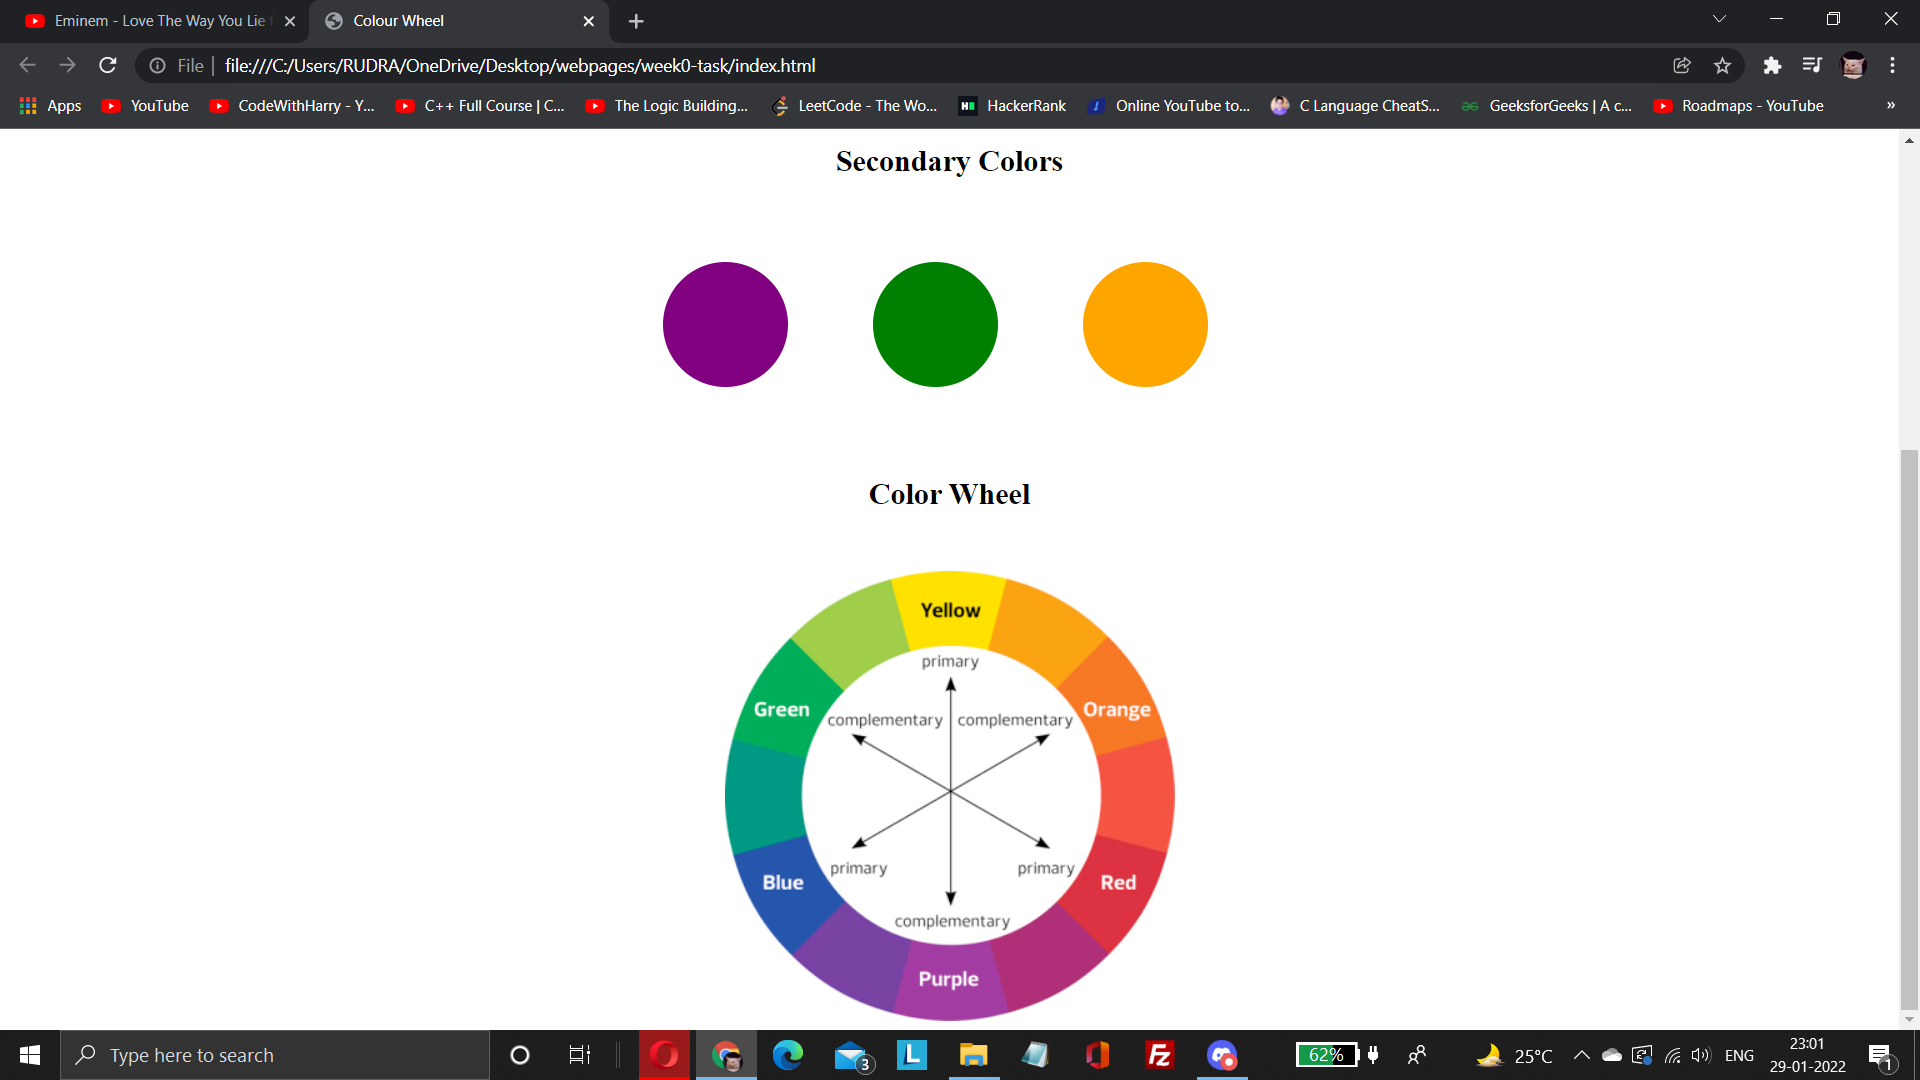 Eminem - Love The Way You Lie
Colour Wheel
File
file:///C:/Users/RUDRA/OneDrive/Desktop/webpages/week0-task/index.html
Apps
YouTube
CodeWithHarry - Y...
C++ Full Course | C...
The Logic Building...
LeetCode - The Wo...
HackerRank
Online YouTube to...
C Language CheatS...
GeeksforGeeks | A c...
Roadmaps - YouTube
»
Secondary Colors
Color Wheel
Yellow
primary
Green
complementary
complementary
Orange
primary
primary
Blue
Red
complementary
Purple
Type here to search
3
L
Fz
62%
25°C
ENG
23:01
29-01-2022
1